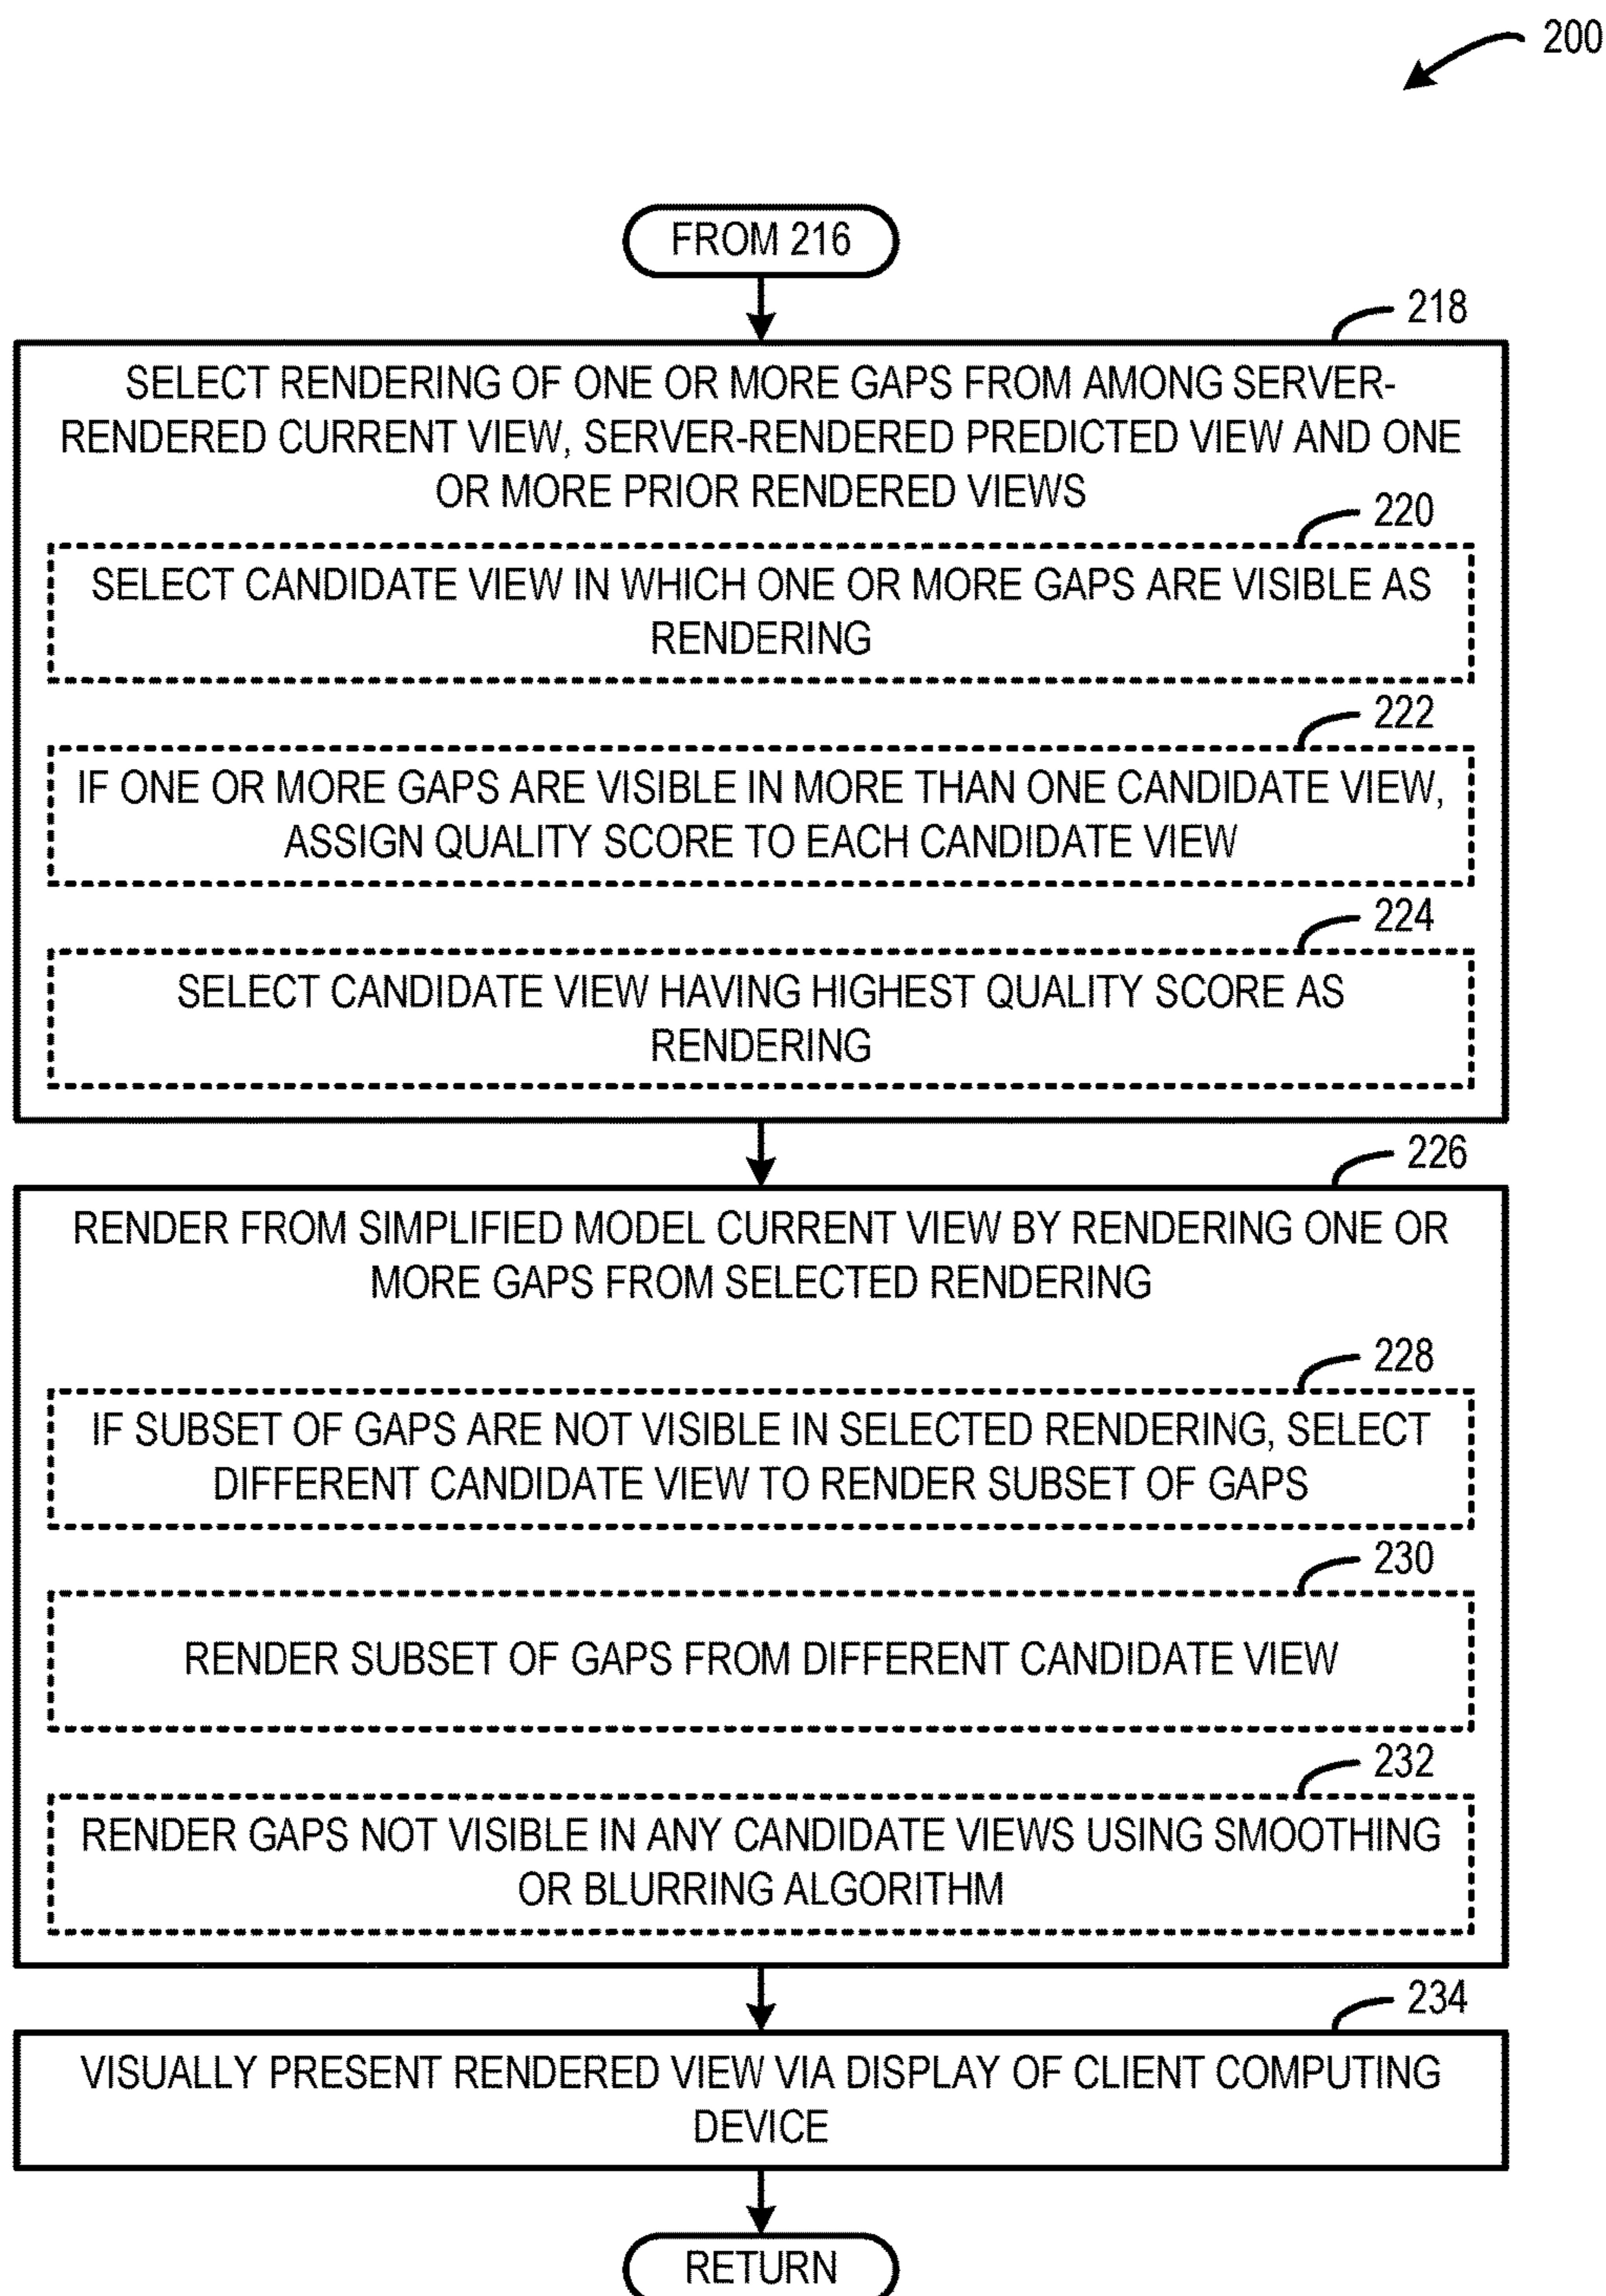 200
FROM 216
218
SELECT RENDERING OF ONE OR MORE GAPS FROM AMONG SERVER-
RENDERED CURRENT VIEW, SERVER-RENDERED PREDICTED VIEW AND ONE
OR MORE PRIOR RENDERED VIEWS
220
SELECT CANDIDATE VIEW IN WHICH ONE OR MORE GAPS ARE VISIBLE AS
RENDERING
222
IF ONE OR MORE GAPS ARE VISIBLE IN MORE THAN ONE CANDIDATE VIEW,
ASSIGN QUALITY SCORE TO EACH CANDIDATE VIEW
224
SELECT CANDIDATE VIEW HAVING HIGHEST QUALITY SCORE AS
RENDERING
226
RENDER FROM SIMPLIFIED MODEL CURRENT VIEW BY RENDERING ONE OR
MORE GAPS FROM SELECTED RENDERING
228
IF SUBSET OF GAPS ARE NOT VISIBLE IN SELECTED RENDERING, SELECT
DIFFERENT CANDIDATE VIEW TO RENDER SUBSET OF GAPS
230
RENDER SUBSET OF GAPS FROM DIFFERENT CANDIDATE VIEW
232
RENDER GAPS NOT VISIBLE IN ANY CANDIDATE VIEWS USING SMOOTHING
OR BLURRING ALGORITHM
234
VISUALLY PRESENT RENDERED VIEW VIA DISPLAY OF CLIENT COMPUTING
DEVICE
RETURN